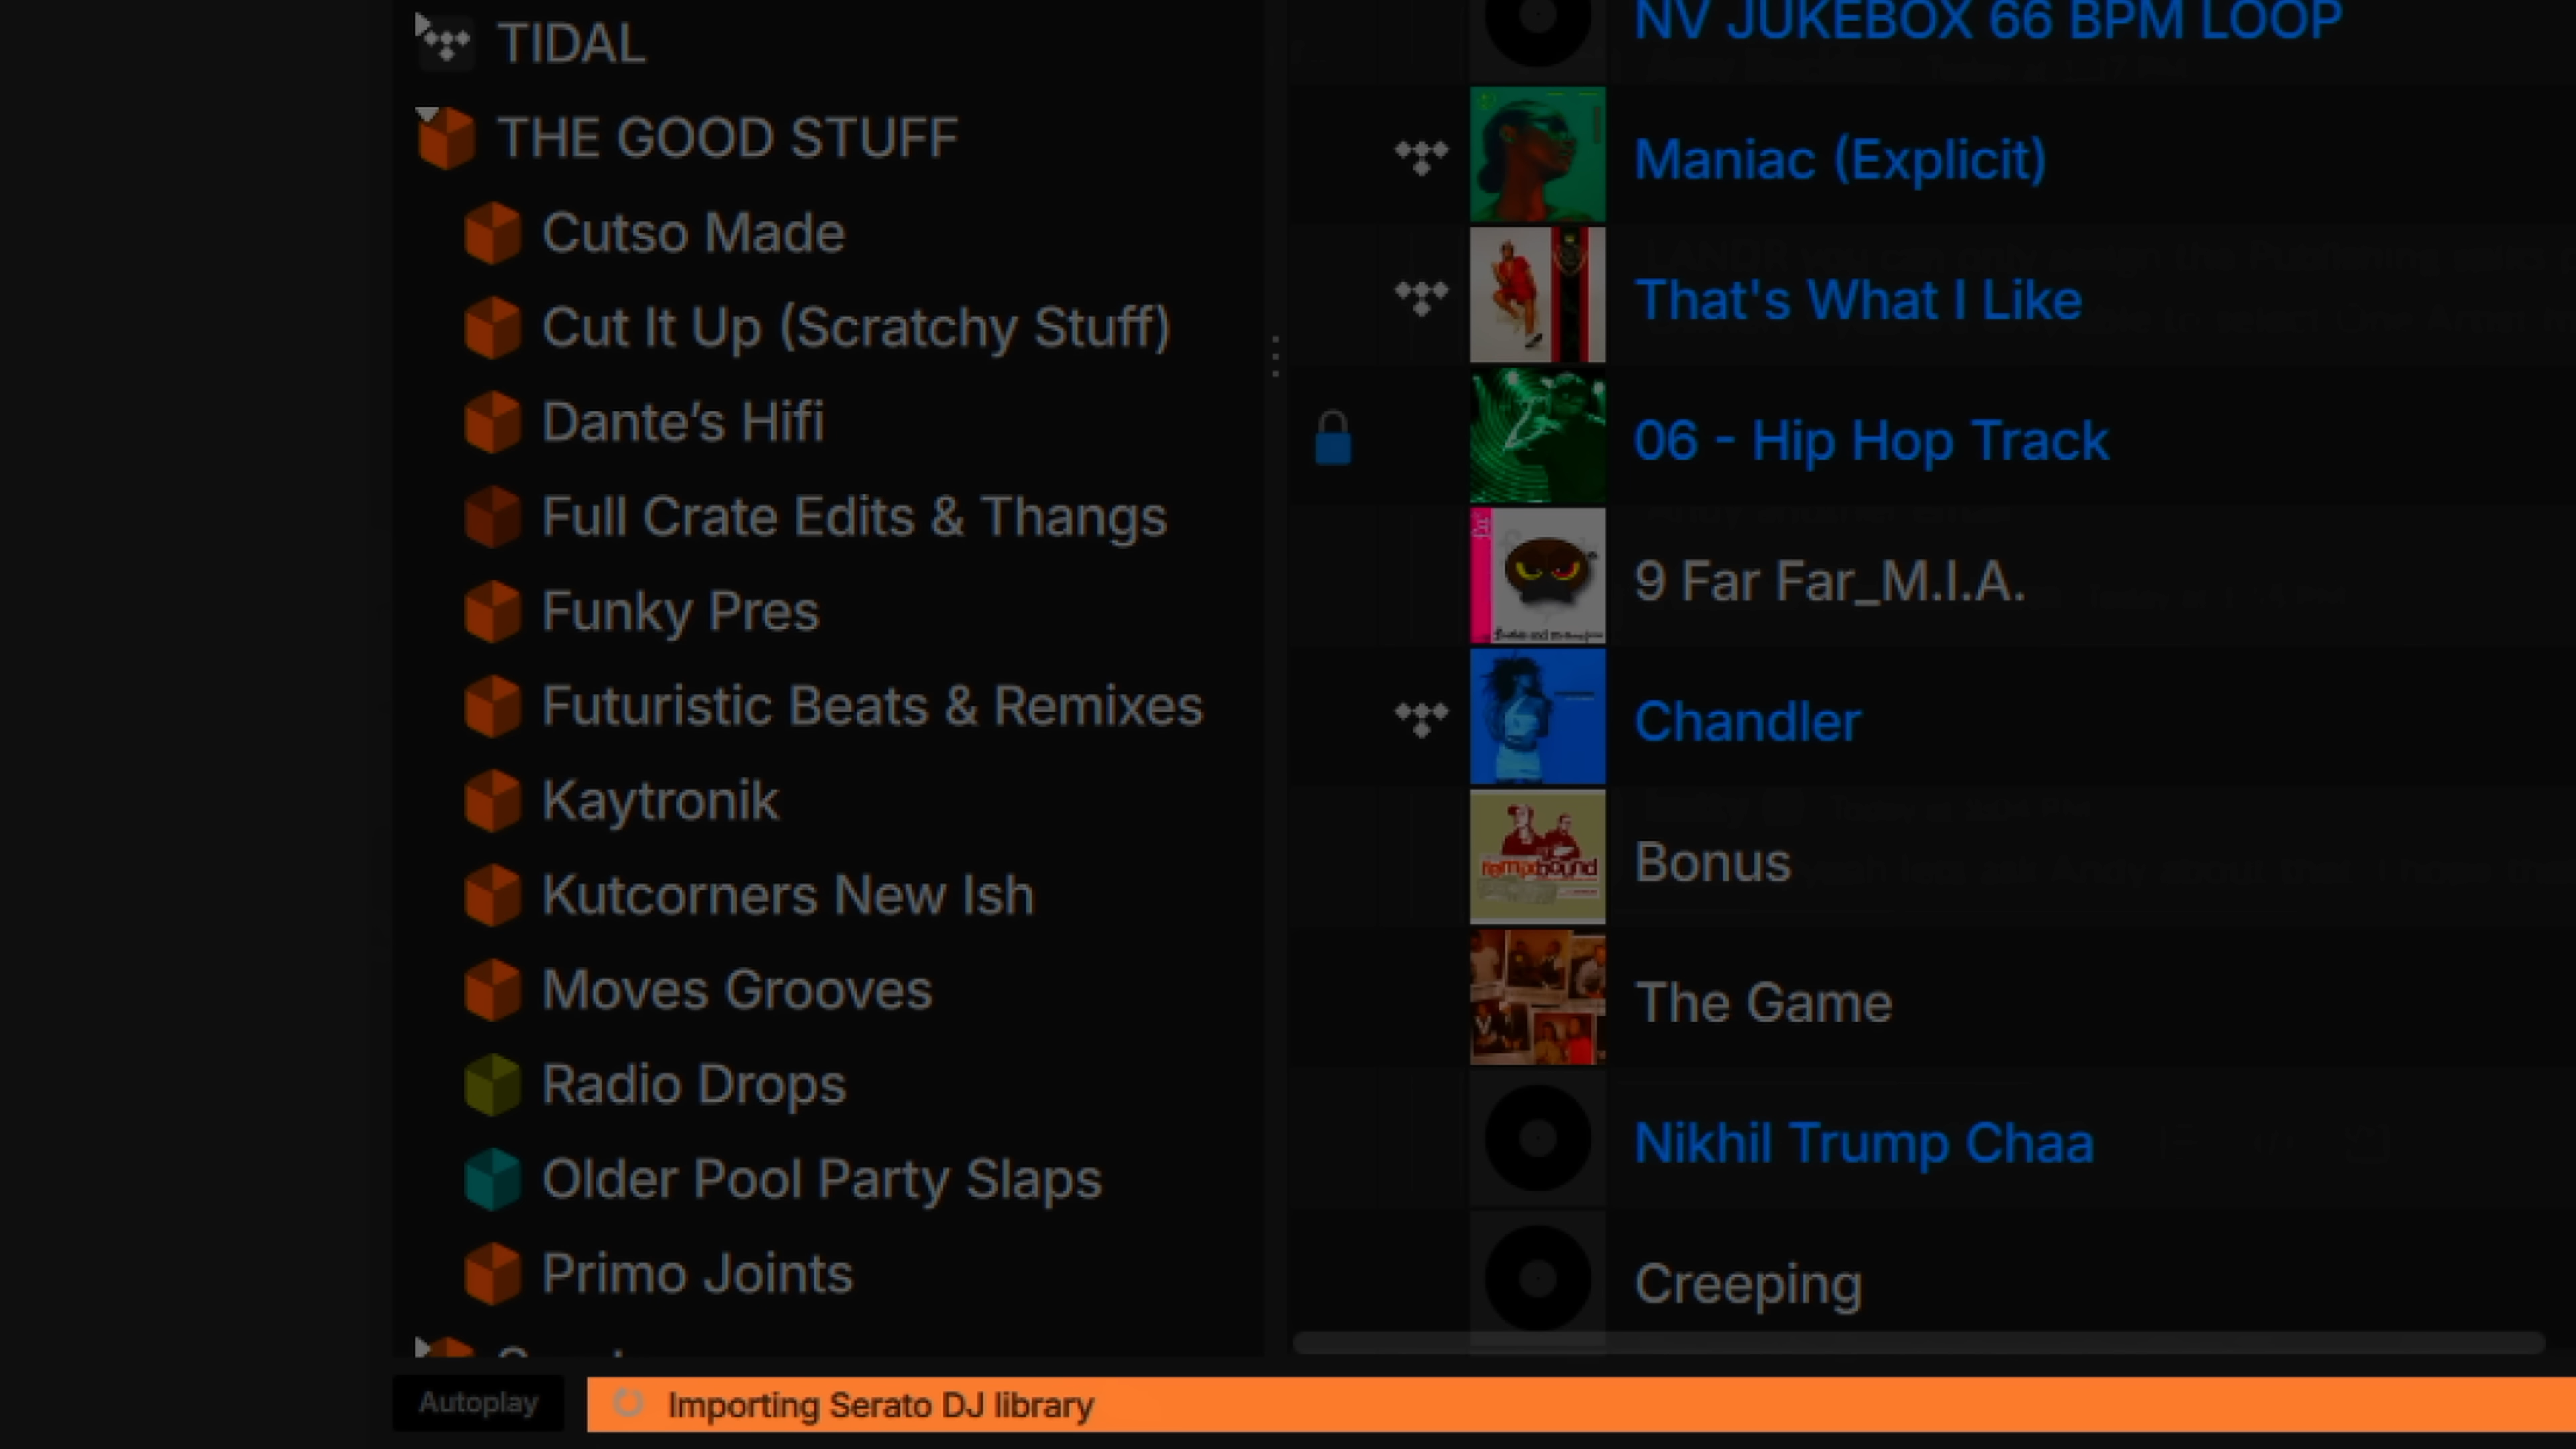 TIDAL
THE GOOD STUFF
Cutso Made
Cut It Up (Scratchy Stuff)
Dante’s Hifi
Full Crate Edits & Thangs
Funky Pres
Futuristic Beats & Remixes
Kaytronik
Kutcorners New Ish
Moves Grooves
Radio Drops
Older Pool Party Slaps
Primo Joints
NV JUKEBOX 66 BPM LOOP
Maniac (Explicit)
That's What I Like
06 - Hip Hop Track
9 Far Far_M.I.A.
Chandler
remixbound
Bonus
The Game
Nikhil Trump Chaa
Creeping
Autoplay
Importing Serato DJ library